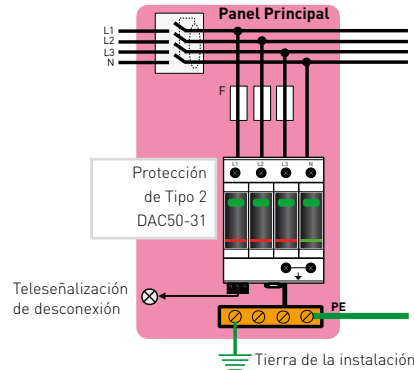 Panel Principal
L1
L2
L3
N
F
L1 L2 L3 N
Protección
de Tipo 2
DAC50-31
Teleseñalización
de desconexión
PE
Tierra de la instalación